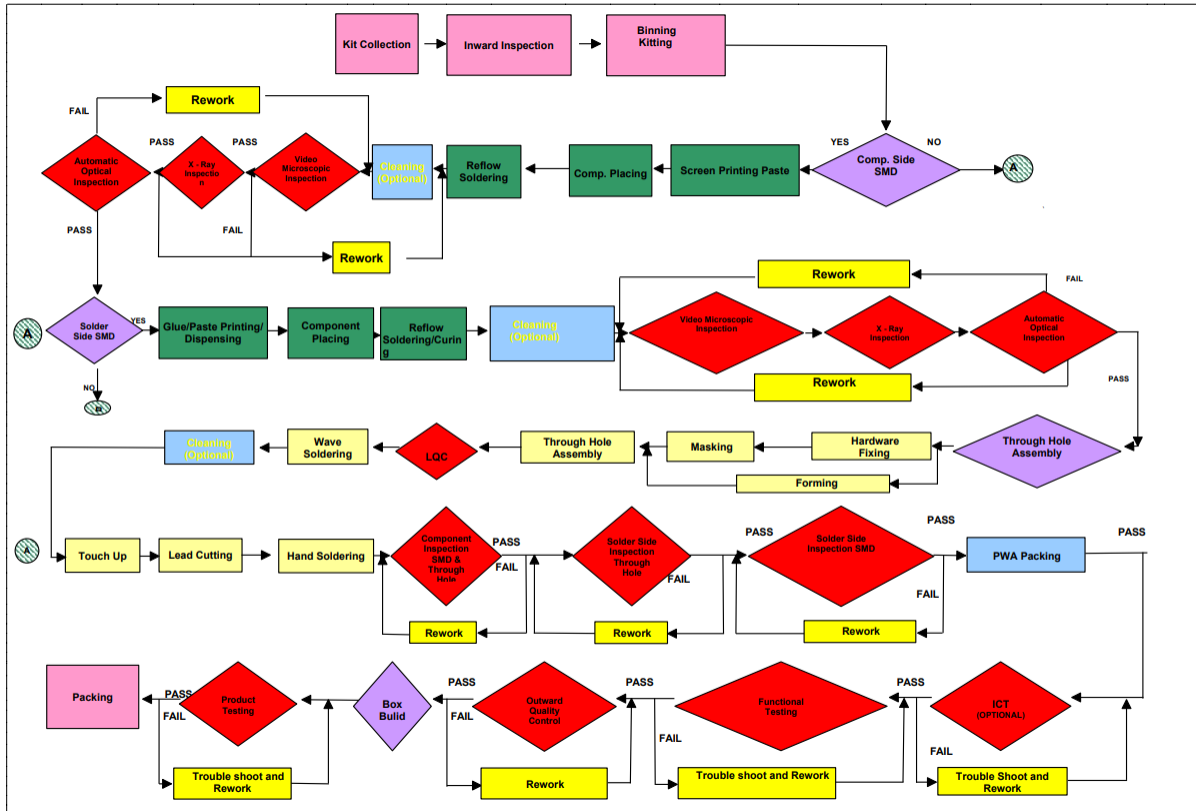 Kit Collection
Inward Inspection
Binning
Kitting
Rework
FAIL
PASS
PASS
YES
NO
Automatic
Optical
Inspection
X - Ray
Inspectio
n
Video
Microscopic
Inspection
Cleaning
(Optional)
Reflow
Soldering
Comp. Placing
Screen Printing Paste
Comp. Side
SMD
A
PASS
FAIL
Rework
Rework
FAIL
A
Solder
Side SMD
YES
Glue/Paste Printing/
Dispensing
Component
Placing
Reflow
Soldering/Curin
g
Cleaning
(Optional)
Video Microscopic
Inspection
X - Ray
Inspection
Automatic
Optical
Inspection
NO
Rework
PASS
Cleaning
(Optional)
Wave
Soldering
LQC
Through Hole
Assembly
Masking
Hardware
Fixing
Forming
Through Hole
Assembly
A
Touch Up
Lead Cutting
Hand Soldering
Component
Inspection
SMD &
Through
Hole
PASS
FAIL
Solder Side
Inspection
Through
Hole
FAIL
PASS
Solder Side
Inspection SMD
PASS
FAIL
PWA Packing
PASS
Rework
Rework
Rework
Packing
PASS
FAIL
Product
Testing
Box
Bulid
PASS
FAIL
Outward
Quality
Control
PASS
FAIL
Functional
Testing
PASS
FAIL
ICT
(OPTIONAL)
Trouble shoot and
Rework
Rework
Trouble shoot and Rework
Trouble Shoot and
Rework